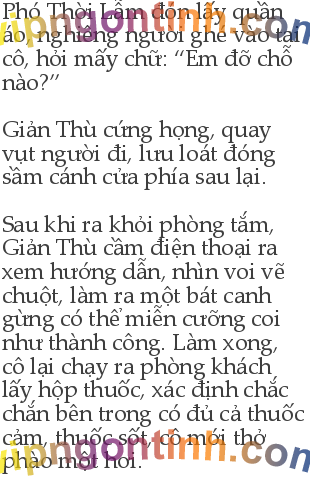 Phó Thời Lẫm đón lấy quần
áo, nghiêng người ghé vào tai
cô, hỏi mấy chữ: “Em đỡ chỗ
nào?”
Giản Thù cứng họng, quay
vụt người đi, lưu loát đóng
sầm cánh cửa phía sau lại.
Sau khi ra khỏi phòng tắm,
Giản Thù cầm điện thoại ra
xem hướng dẫn, nhìn voi vẽ
chuột, làm ra một bát canh
gừng có thể miễn cưỡng coi
như thành công. Làm xong,
cô lại chạy ra phòng khách
lấy hộp thuốc, xác định chắc
chắn bên trong có đủ cả thuốc
cảm, thuốc sốt, cô mới thở
phào một hơi.
vipngontinh.com
vipngontinh.com